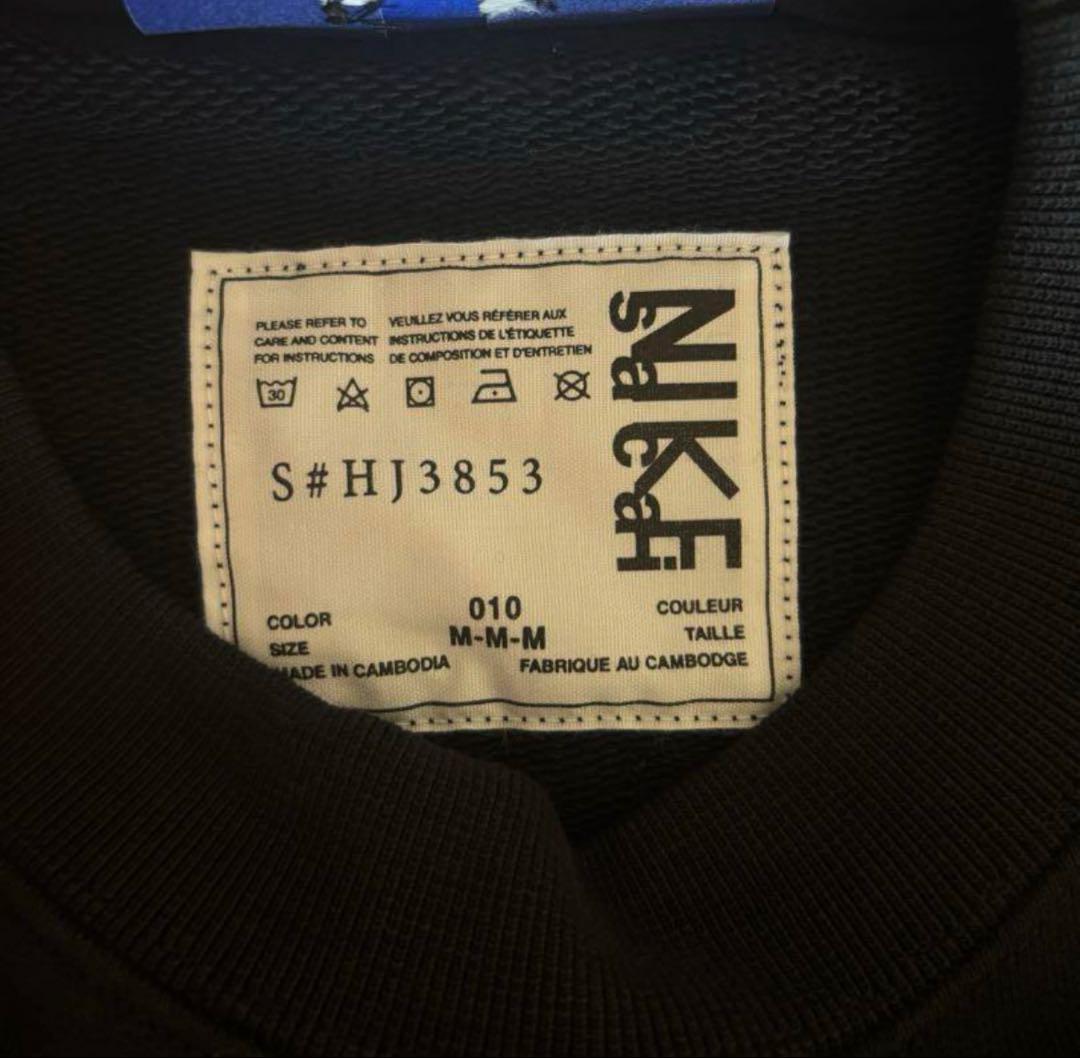 PLEASE REFER TO
CARE AND CONTENT
FOR INSTRUCTIONS
VEUILLEZ VOUS RÉFÉRER AUX
INSTRUCTIONS DE L'ÉTIQUETTE
DE COMPOSITION ET D'ENTRETIEN
30
S#HJ3853
NIKE
sacai
COLOR 010 COULEUR
SIZE M-M-M TAILLE
MADE IN CAMBODIA FABRIQUE AU CAMBODGE